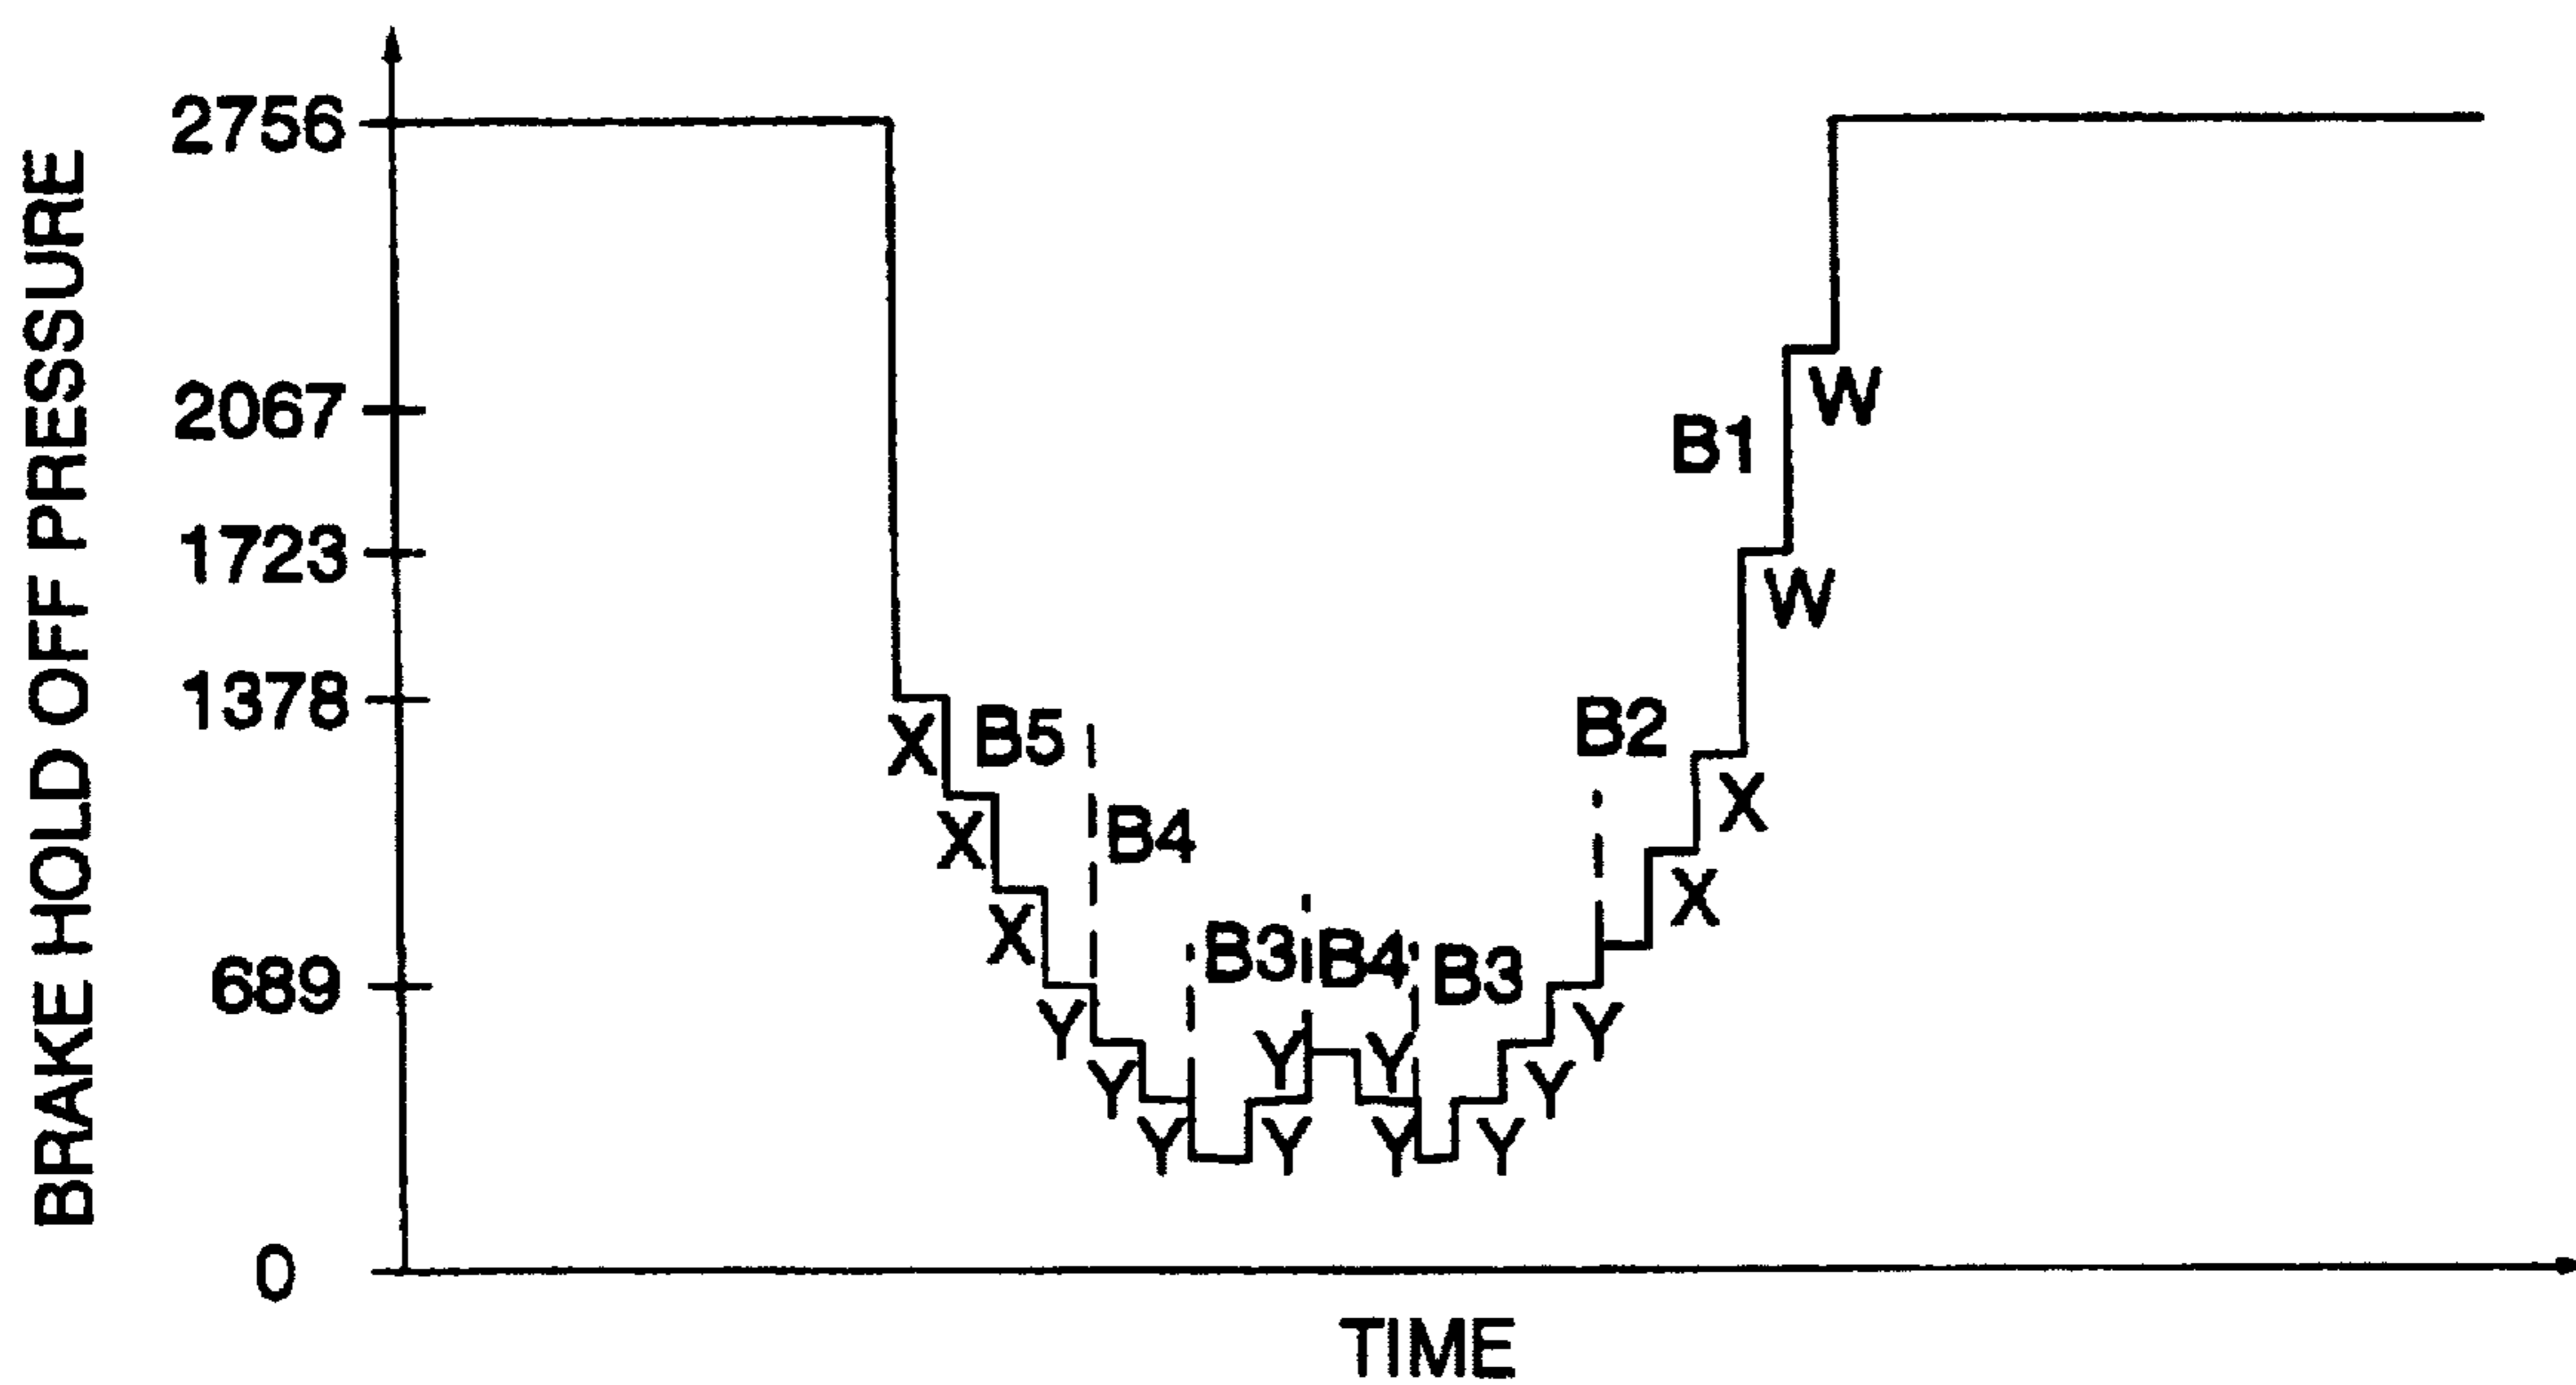 BRAKE HOLD OFF PRESSURE
2756
2067
1723
1378
689
0
W
B1
W
B2
X
X
B5
X
B4
X
X
B3
B4
B3
Y
Y
Y
Y
Y
Y
Y
Y
Y
Y
Y
TIME